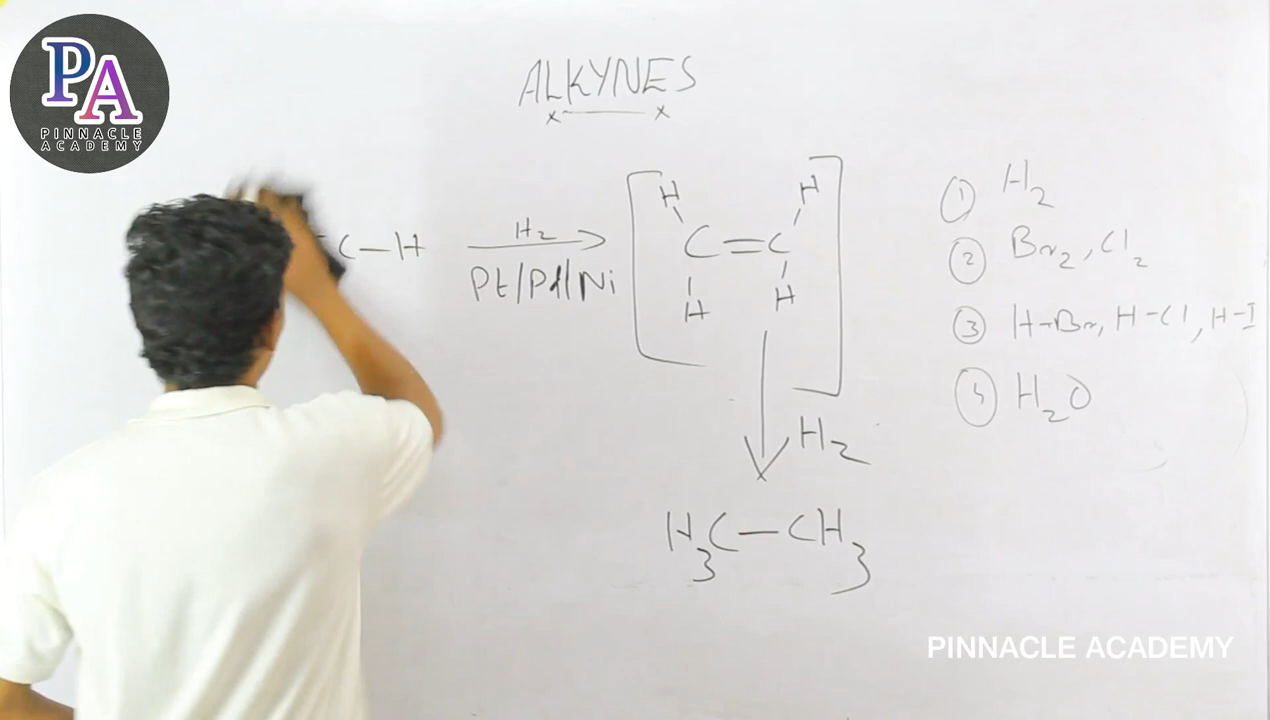 PA
PINNACLE
ACADEMY
ALKYNES
C-H
H2
Pt/Pd/Ni
H H
C=C
H H
H2
H3C-CH3
1 H2
2 Br2, Cl2
3 H-Br, H-Cl, H-I
4 H2O
PINNACLE ACADEMY